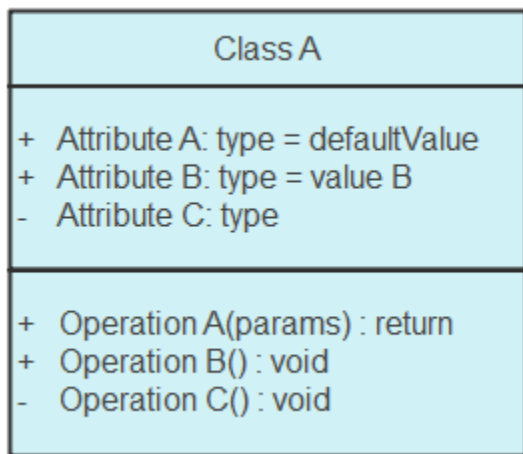 Class A
+ Attribute A: type = defaultValue
+ Attribute B: type = value B
- Attribute C: type
+ Operation A(params) : return
+ Operation B() : void
- Operation C() : void